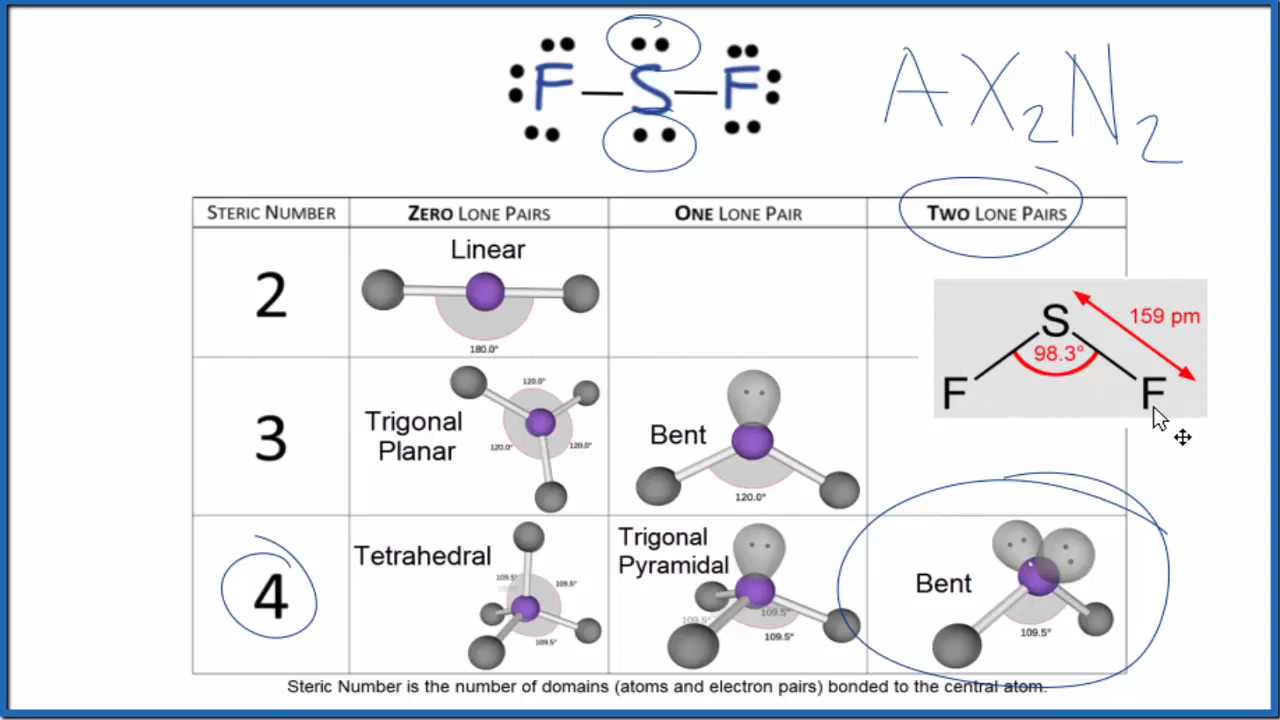 F S F
AX2N2
STERIC NUMBER ZERO LONE PAIRS ONE LONE PAIR TWO LONE PAIRS
2 Linear
180.0°
S 159 pm
98.3°
F F
3 Trigonal Planar
120.0° 120.0° 120.0°
Bent
120.0°
4 Tetrahedral
109.5° 109.5° 109.5°
Trigonal Pyramidal
109.5° 109.5° 109.5°
Bent
109.5°
Steric Number is the number of domains (atoms and electron pairs) bonded to the central atom.